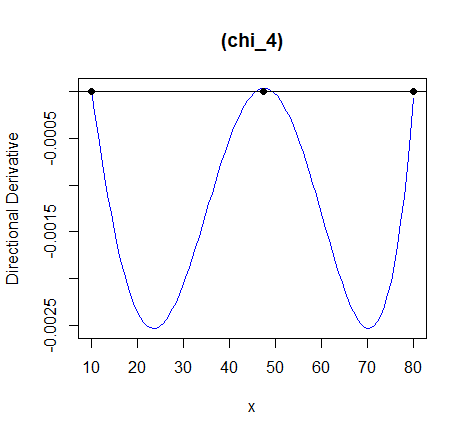 (chi_4)
Directional Derivative
-0.0005
-0.0015
-0.0025
10 20 30 40 50 60 70 80
x